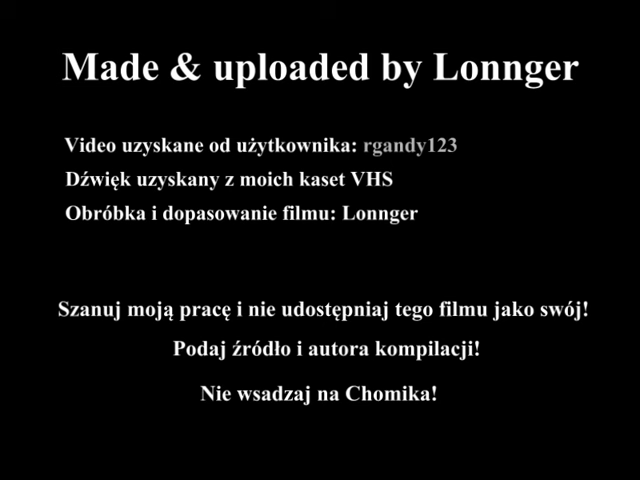 Made & uploaded by Lonnger
Video uzyskane od użytkownika: rgandy123
Dźwięk uzyskany z moich kaset VHS
Obróbka i dopasowanie filmu: Lonnger
Szanuj moją pracę i nie udostępniaj tego filmu jako swój!
Podaj źródło i autora kompilacji!
Nie wsadzaj na Chomika!